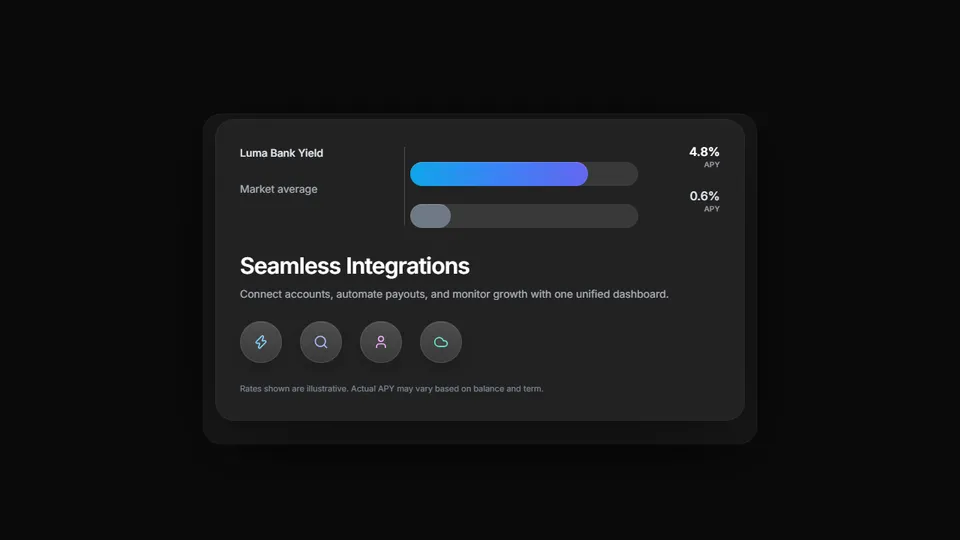 Luma Bank Yield
4.8%
APY
Market average
0.6%
APY
Seamless Integrations
Connect accounts, automate payouts, and monitor growth with one unified dashboard.
Rates shown are illustrative. Actual APY may vary based on balance and term.